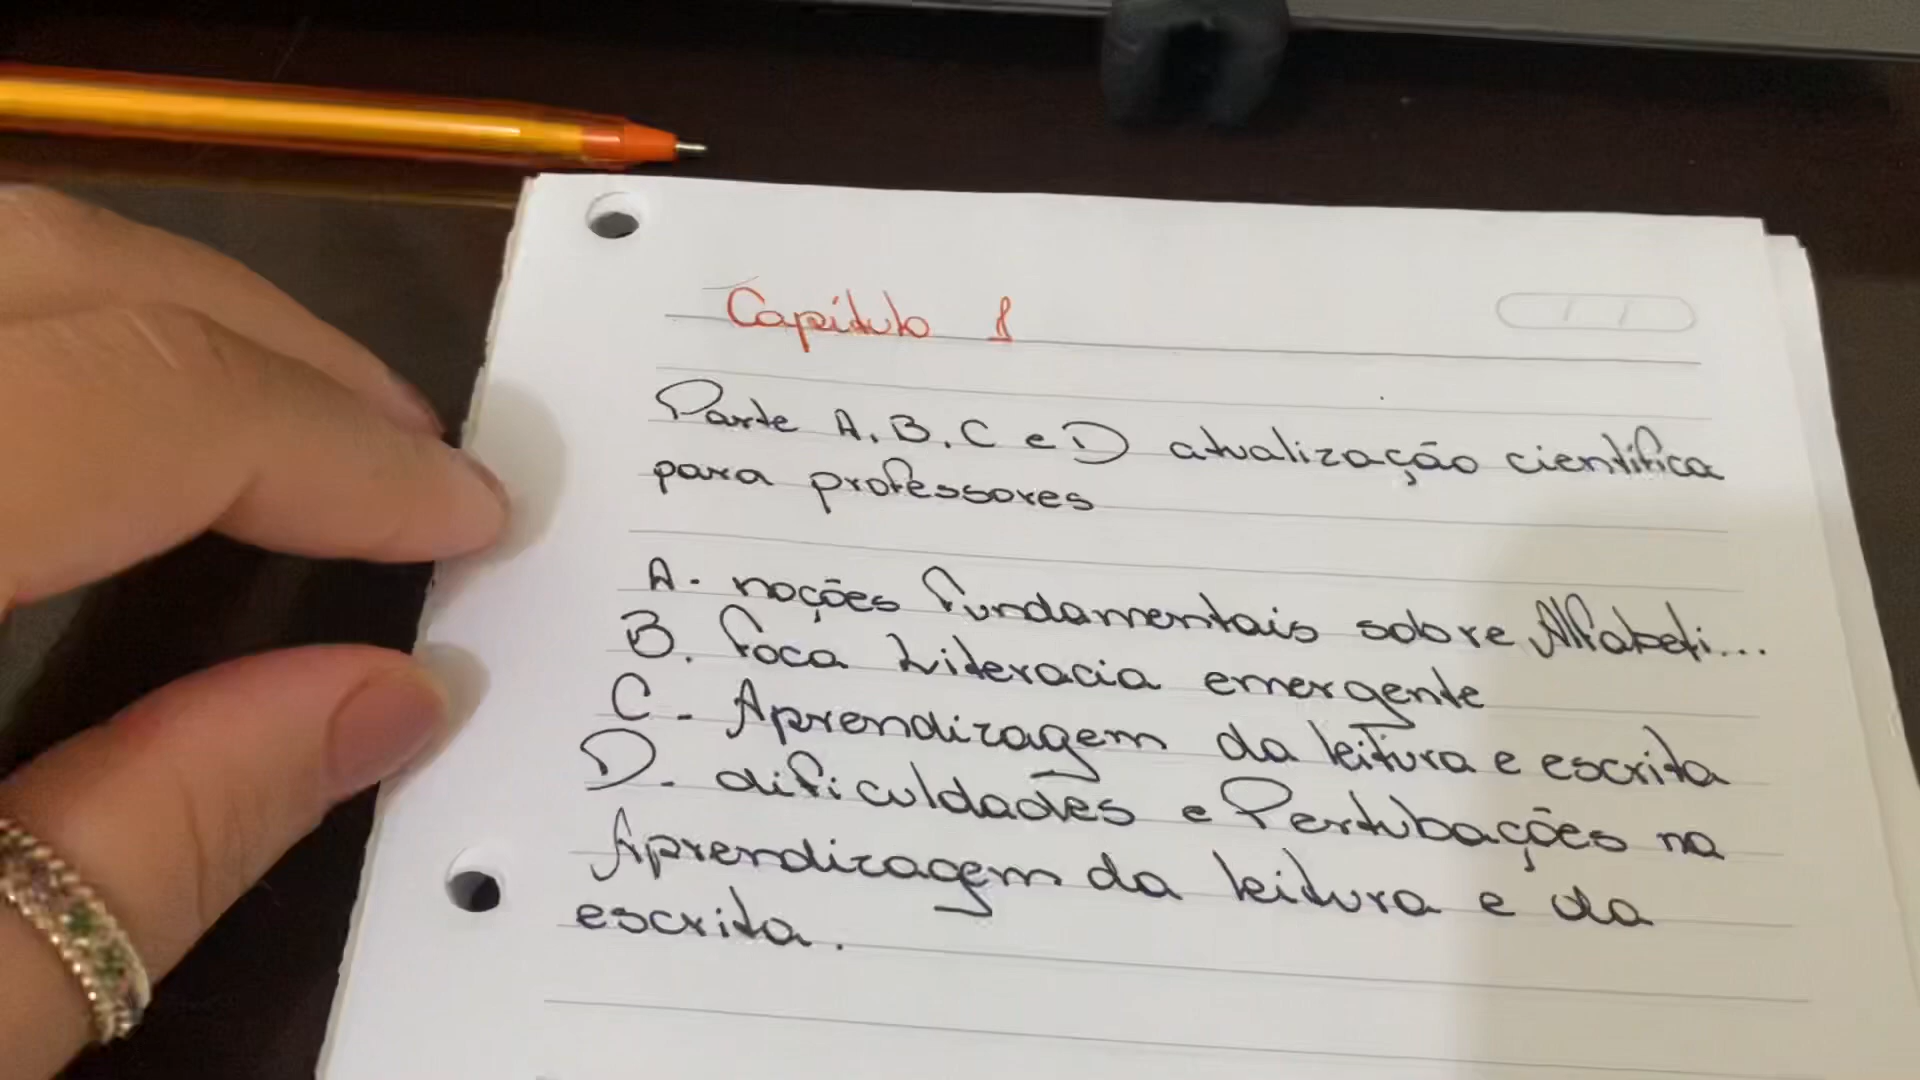 Capítulo 1
Parte A, B, C e D atualização científica
para professores
A. noções fundamentais sobre Alfabeti...
B. foca Literacia emergente
C. Aprendizagem da leitura e escrita
D. dificuldades e Pertubações na
Aprendizagem da leitura e da
escrita.